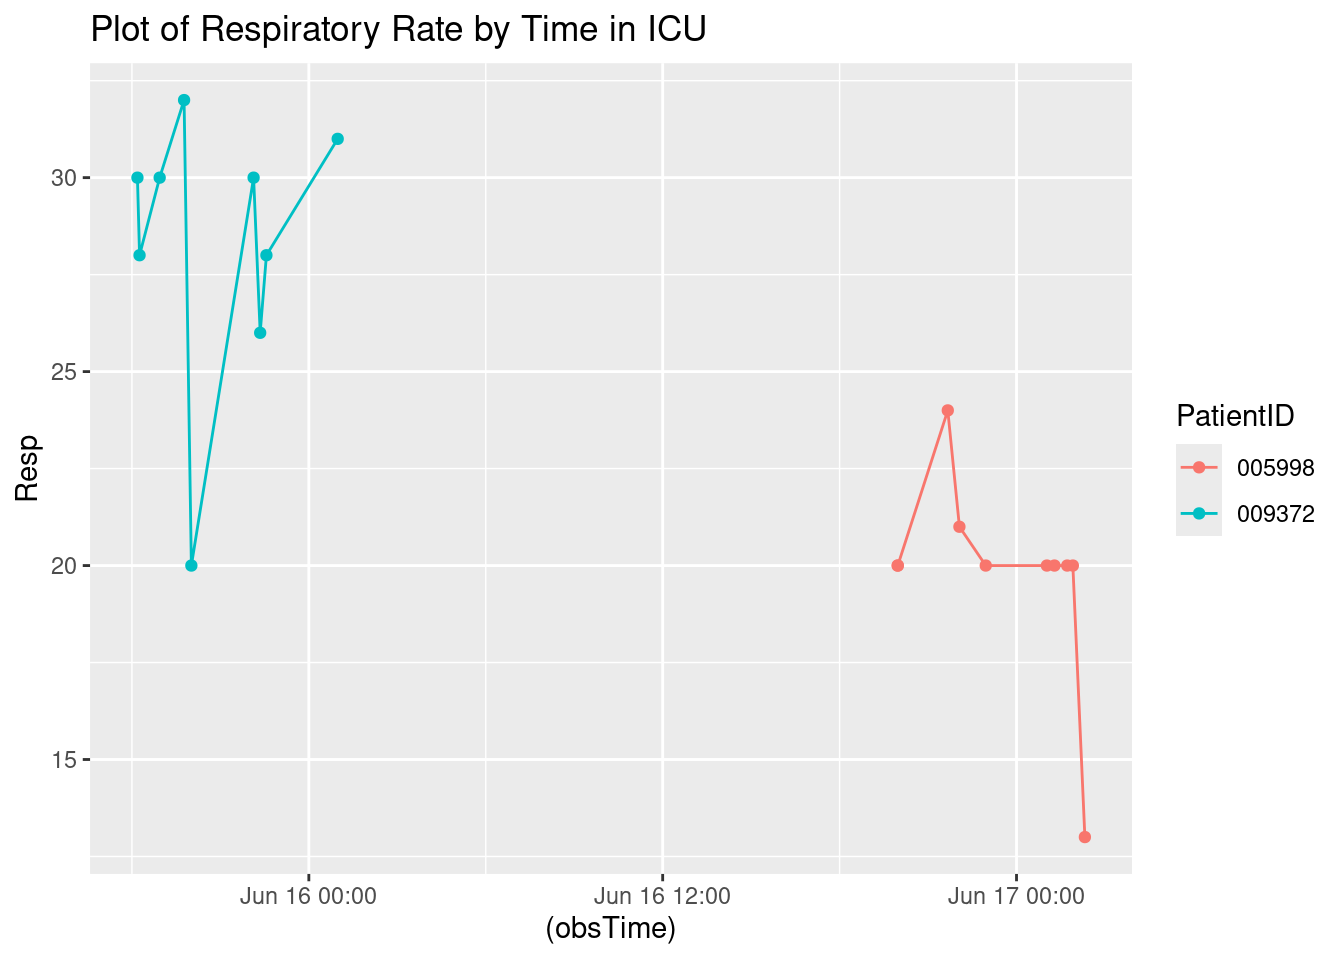 Plot of Respiratory Rate by Time in ICU
30
25
20
15
Resp
Jun 16 00:00
Jun 16 12:00
Jun 17 00:00
(obsTime)
PatientID
005998
009372